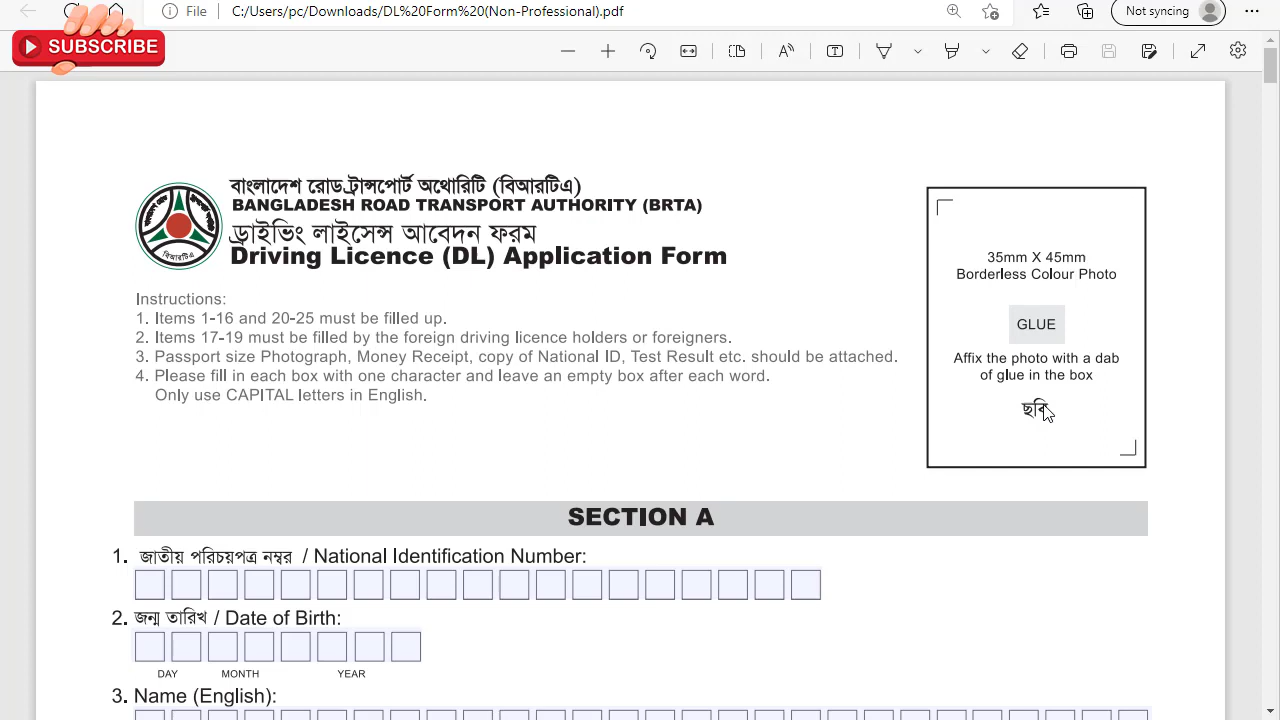 File
C:/Users/pc/Downloads/DL%20Form%20(Non-Professional).pdf
Not syncing
SUBSCRIBE
বাংলাদেশ রোড ট্রান্সপোর্ট অথোরিটি (বিআরটিএ)
BANGLADESH ROAD TRANSPORT AUTHORITY (BRTA)
ড্রাইভিং লাইসেন্স আবেদন ফরম
Driving Licence (DL) Application Form
বিআরটিএ
Instructions:
1. Items 1-16 and 20-25 must be filled up.
2. Items 17-19 must be filled by the foreign driving licence holders or foreigners.
3. Passport size Photograph, Money Receipt, copy of National ID, Test Result etc. should be attached.
4. Please fill in each box with one character and leave an empty box after each word.
Only use CAPITAL letters in English.
35mm X 45mm
Borderless Colour Photo
GLUE
Affix the photo with a dab
of glue in the box
ছবি
SECTION A
1. জাতীয় পরিচয়পত্র নম্বর / National Identification Number:
2. জন্ম তারিখ / Date of Birth:
DAY MONTH YEAR
3. Name (English):